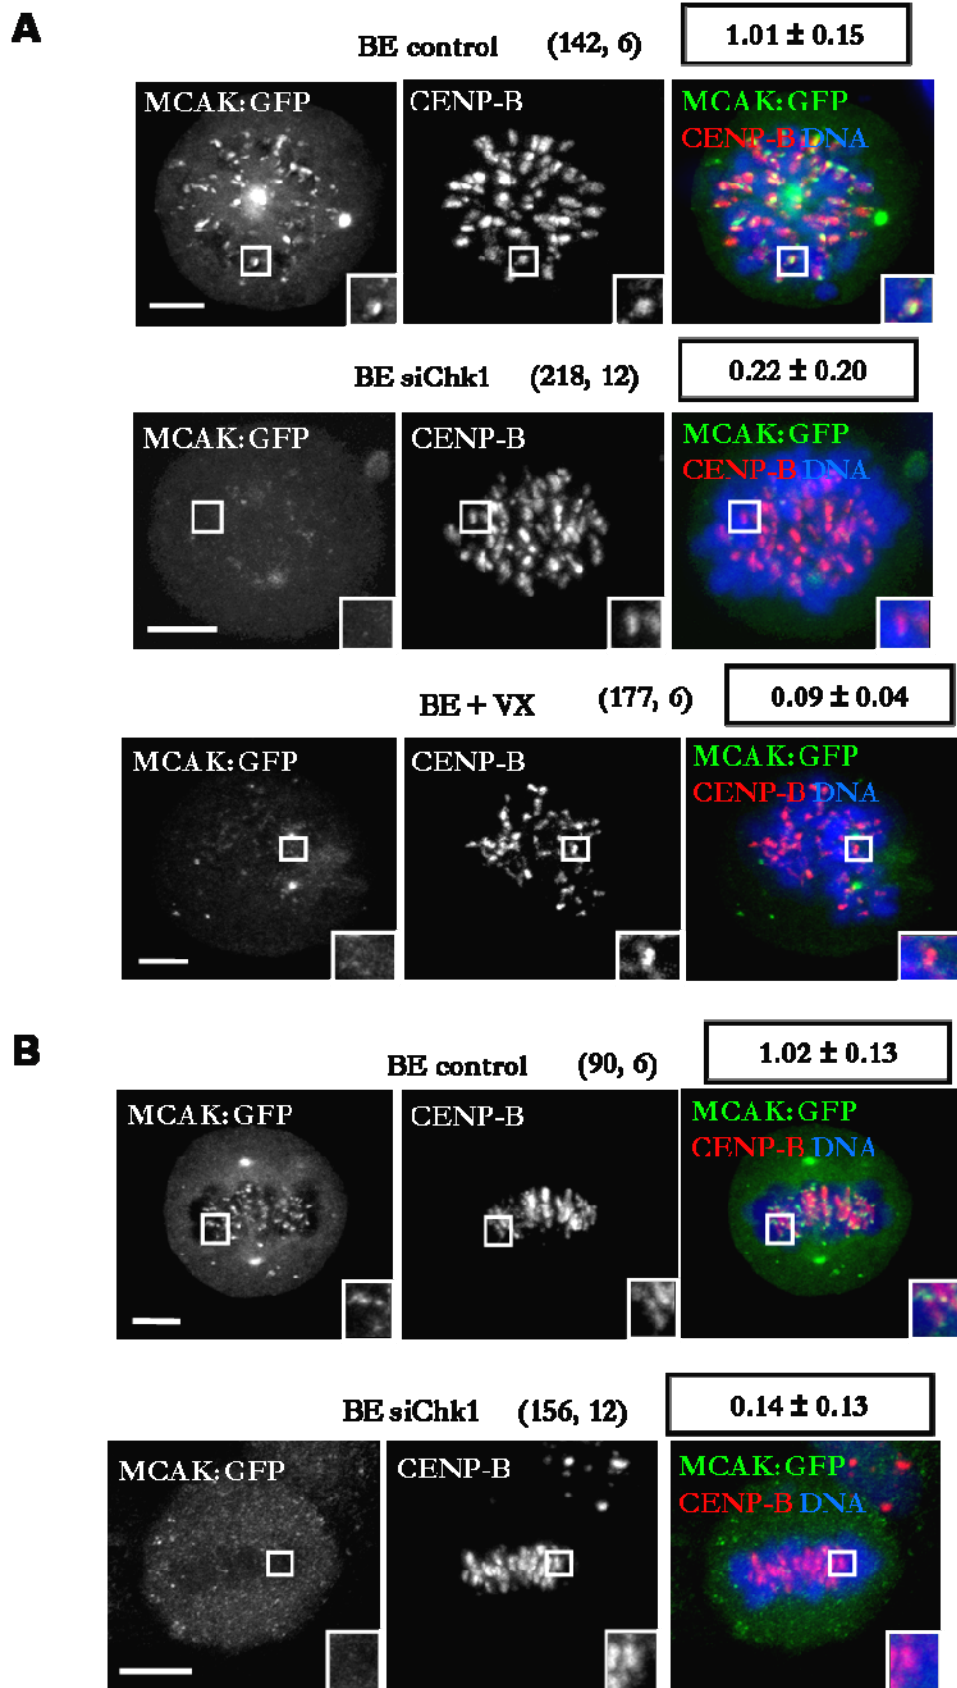 A
BE control (142, 6) 1.01 ± 0.15
MCAK:GFP CENP-B MCAK:GFP
CENP-B DNA
BE siChk1 (218, 12) 0.22 ± 0.20
MCAK:GFP CENP-B MCAK:GFP
CENP-B DNA
BE + VX (177, 6) 0.09 ± 0.04
MCAK:GFP CENP-B MCAK:GFP
CENP-B DNA
B
BE control (90, 6) 1.02 ± 0.13
MCAK:GFP CENP-B MCAK:GFP
CENP-B DNA
BE siChk1 (156, 12) 0.14 ± 0.13
MCAK:GFP CENP-B MCAK:GFP
CENP-B DNA